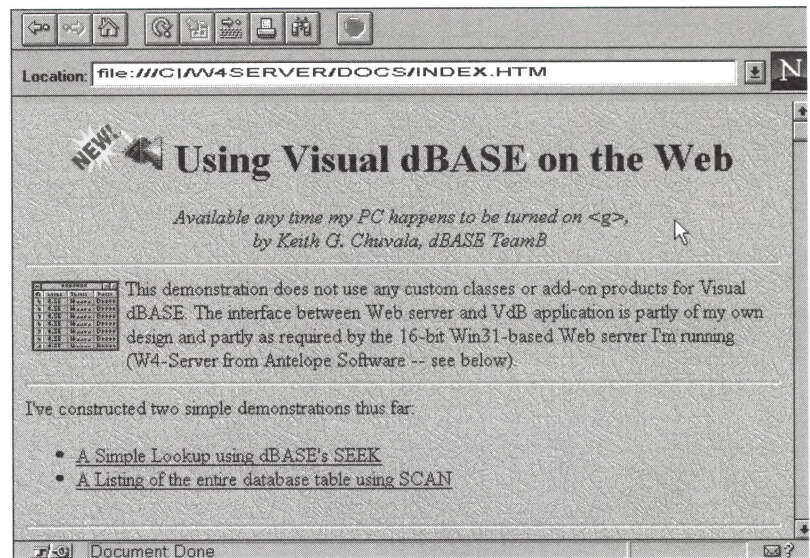 Location: file:///C|/W4SERVER/DOCS/INDEX.HTM
N
NEW!
Using Visual dBASE on the Web
Available any time my PC happens to be turned on <g>,
by Keith G. Chuvala, dBASE TeamB
This demonstration does not use any custom classes or add-on products for Visual
dBASE. The interface between Web server and VdB application is partly of my own
design and partly as required by the 16-bit Win31-based Web server I'm running
(W4-Server from Antelope Software -- see below).
I've constructed two simple demonstrations thus far:
• A Simple Lookup using dBASE's SEEK
• A Listing of the entire database table using SCAN
Document Done
?